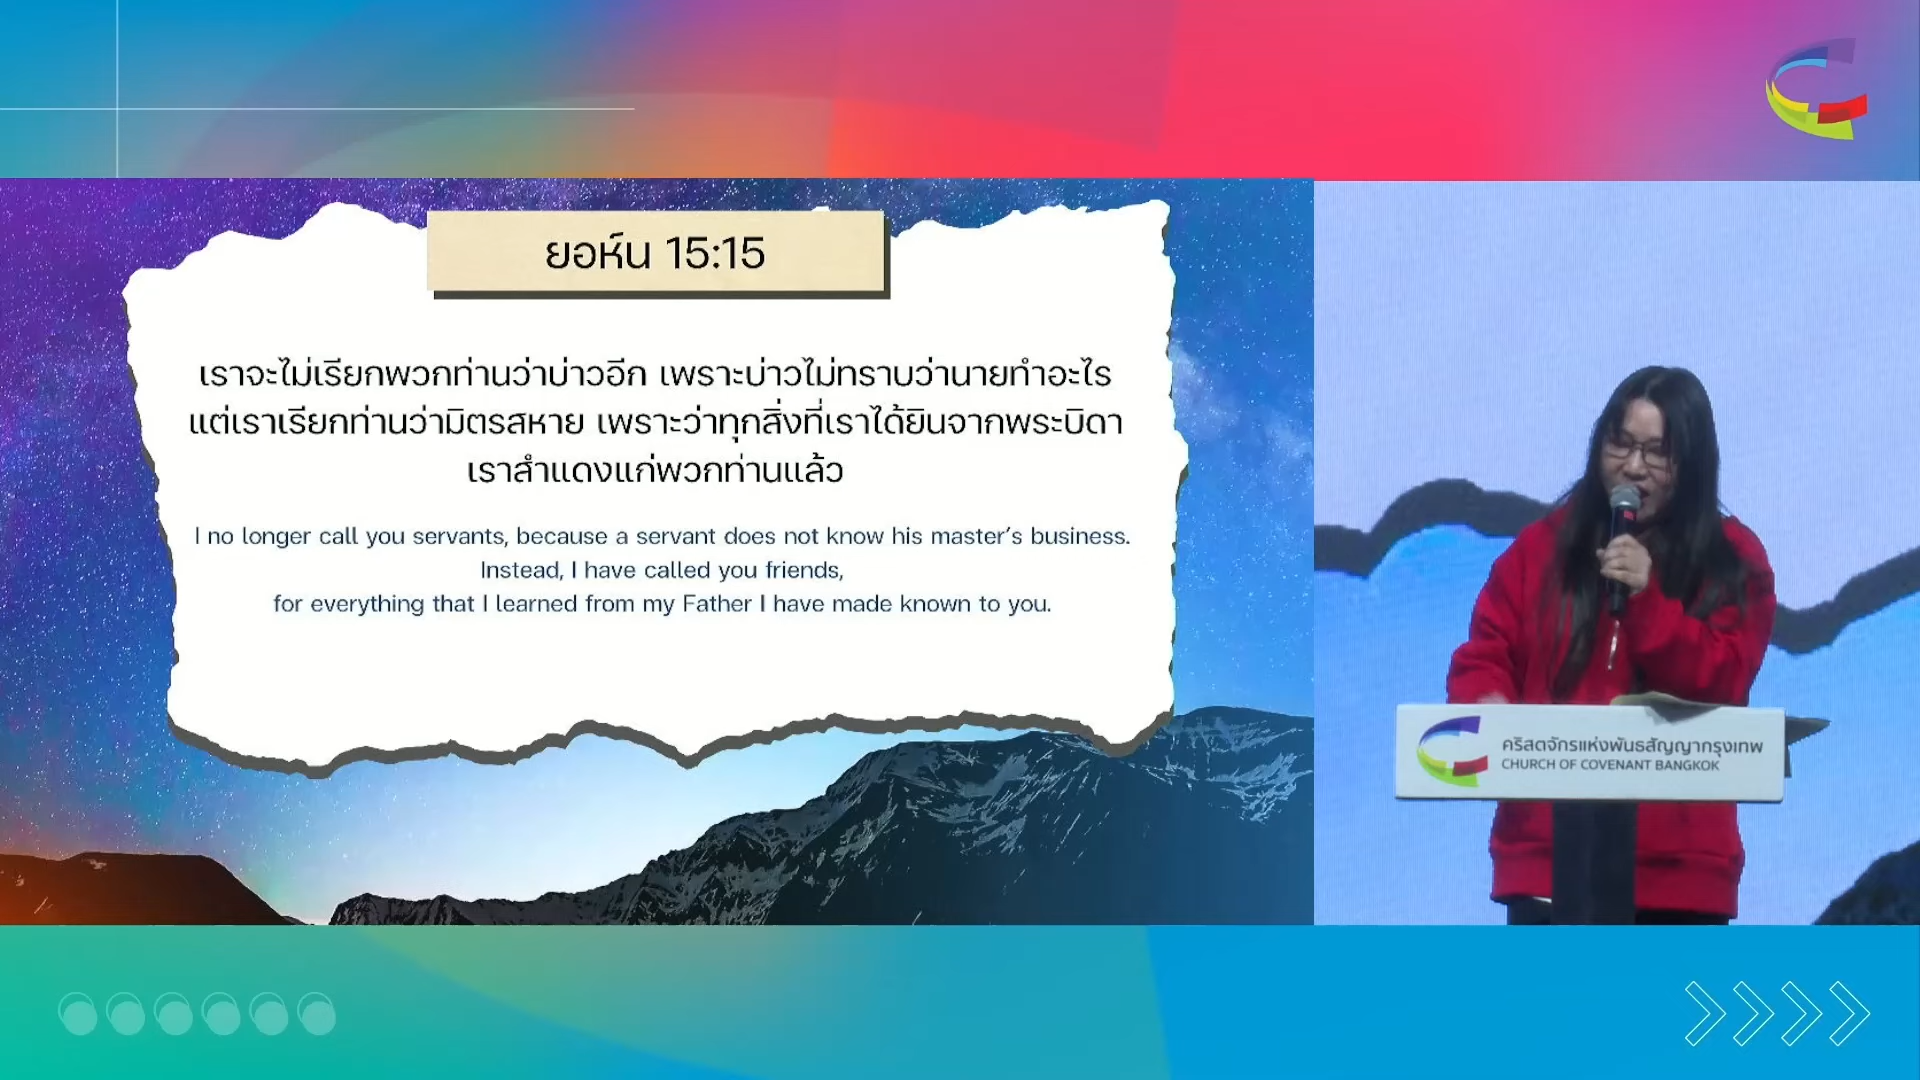 ยอห์น 15:15
เราจะไม่เรียกพวกท่านว่าบ่าวอีก เพราะบ่าวไม่ทราบว่านายทำอะไร
แต่เราเรียกท่านว่ามิตรสหาย เพราะว่าทุกสิ่งที่เราได้ยินจากพระบิดา
เราสำแดงแก่พวกท่านแล้ว
I no longer call you servants, because a servant does not know his master’s business.
Instead, I have called you friends,
for everything that I learned from my Father I have made known to you.
คริสตจักรแห่งพันธสัญญากรุงเทพ
CHURCH OF COVENANT BANGKOK